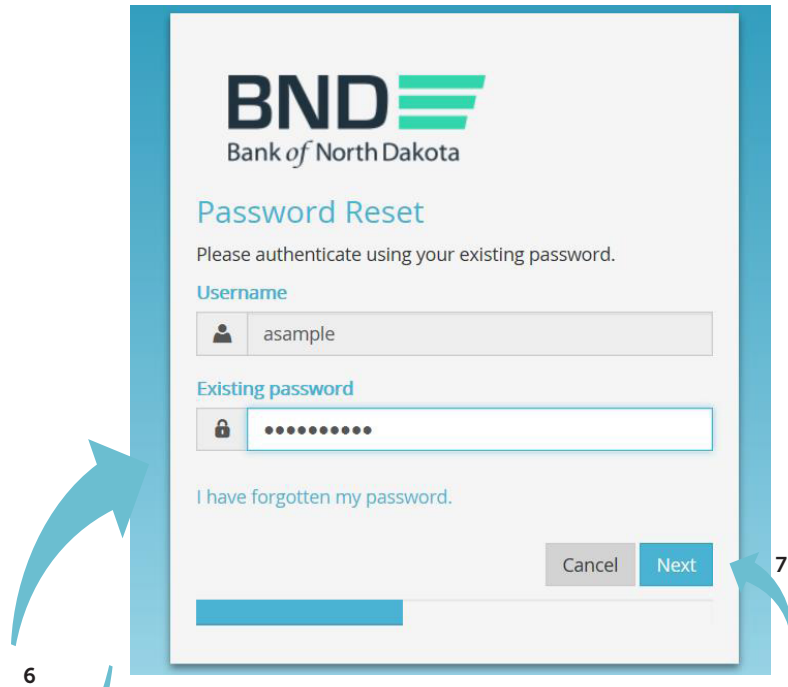 BND
Bank of North Dakota
Password Reset
Please authenticate using your existing password.
Username
asample
Existing password
••••••••••
I have forgotten my password.
Cancel Next
7
6